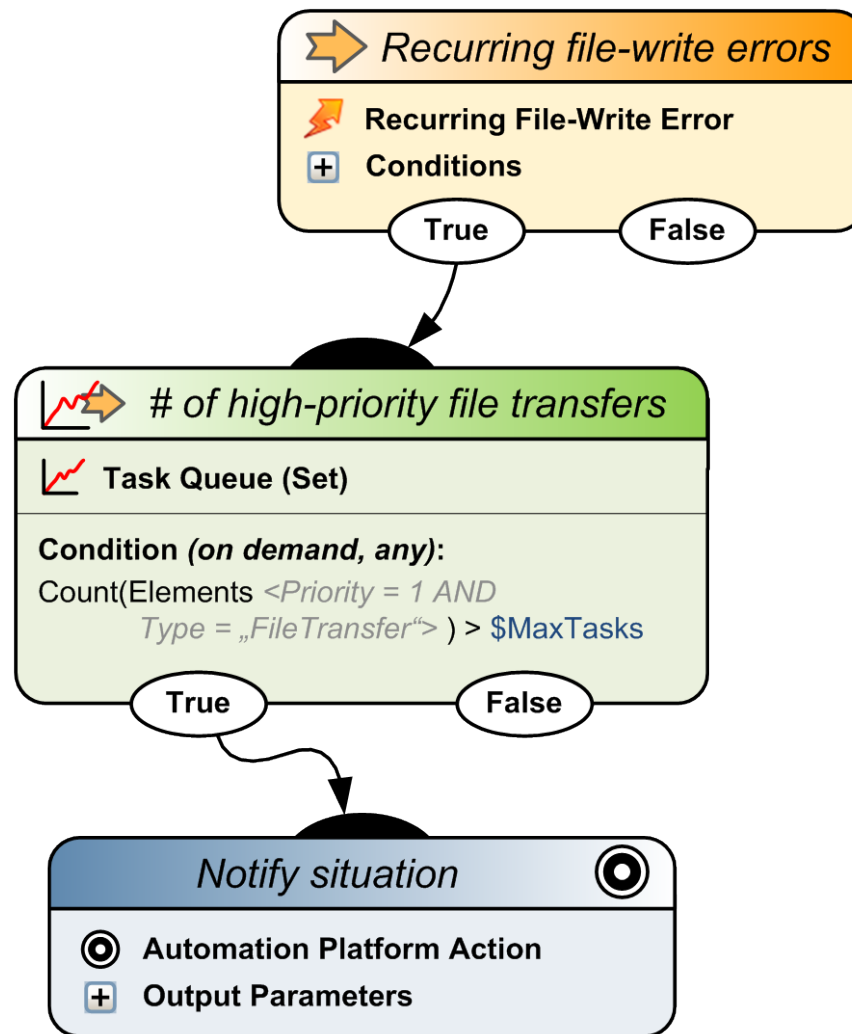 Recurring file-write errors
Recurring File-Write Error
Conditions
True False
# of high-priority file transfers
Task Queue (Set)
Condition (on demand, any):
Count(Elements <Priority = 1 AND
Type = „FileTransfer“> ) > $MaxTasks
True False
Notify situation
Automation Platform Action
Output Parameters